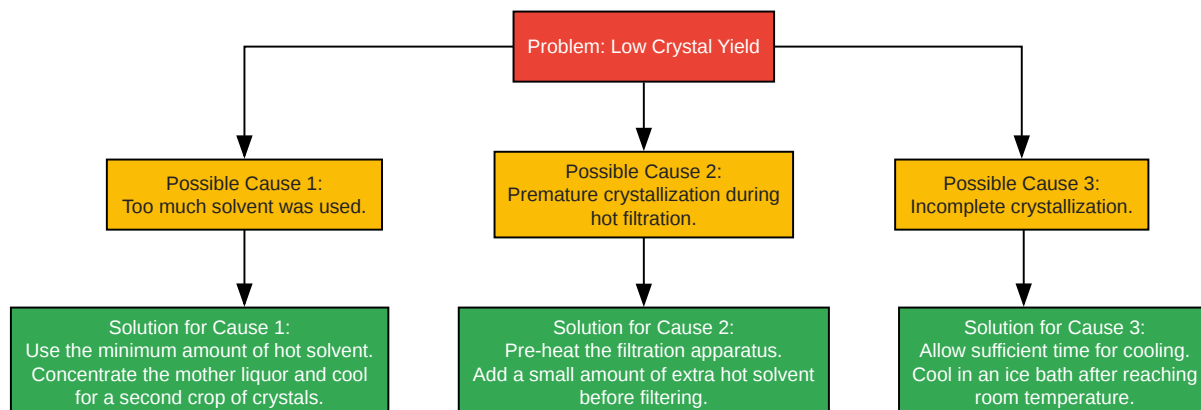 Problem: Low Crystal Yield
Possible Cause 1:
Too much solvent was used.
Possible Cause 2:
Premature crystallization during
hot filtration.
Possible Cause 3:
Incomplete crystallization.
Solution for Cause 1:
Use the minimum amount of hot solvent.
Concentrate the mother liquor and cool
for a second crop of crystals.
Solution for Cause 2:
Pre-heat the filtration apparatus.
Add a small amount of extra hot solvent
before filtering.
Solution for Cause 3:
Allow sufficient time for cooling.
Cool in an ice bath after reaching
room temperature.